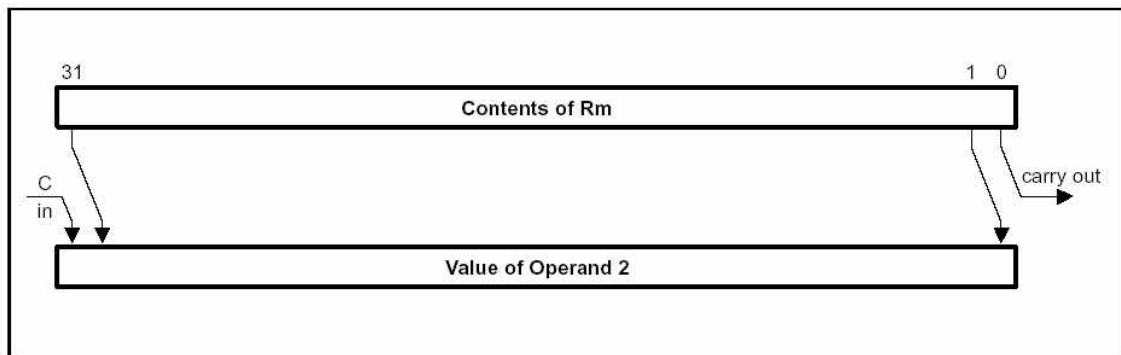 31
1 0
Contents of Rm
C
in
carry out
Value of Operand 2